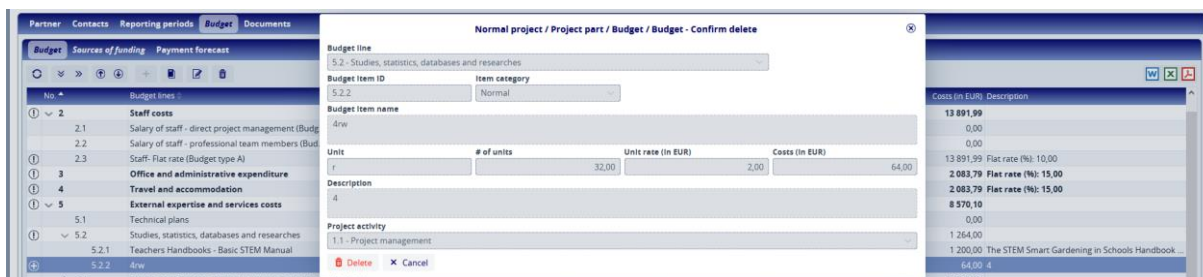 Partner Contacts Reporting periods Budget Documents
Budget Sources of funding Payment forecast
No. Budget lines
2 Staff costs
2.1 Salary of staff - direct project management (Budg
2.2 Salary of staff - professional team members (Bud
2.3 Staff- Flat rate (Budget type A)
3 Office and administrative expenditure
4 Travel and accommodation
5 External expertise and services costs
5.1 Technical plans
5.2 Studies, statistics, databases and researches
5.2.1 Teachers Handbooks - Basic STEM Manual
5.2.2 4rw
Normal project / Project part / Budget / Budget - Confirm delete
Budget line
5.2 - Studies, statistics, databases and researches
Budget Item ID Item category
5.2.2 Normal
Budget Item name
4rw
Unit # of units Unit rate (in EUR) Costs (in EUR)
r 32,00 2,00 64,00
Description
4
Project activity
1.1 - Project management
Delete Cancel
W X
Costs (in EUR) Description
13 891,99
0,00
0,00
13 891,99 Flat rate (%): 10,00
2 083,79 Flat rate (%): 15,00
2 083,79 Flat rate (%): 15,00
8 570,10
0,00
1 264,00
1 200,00 The STEM Smart Gardening in Schools Handbook ...
64,00 4